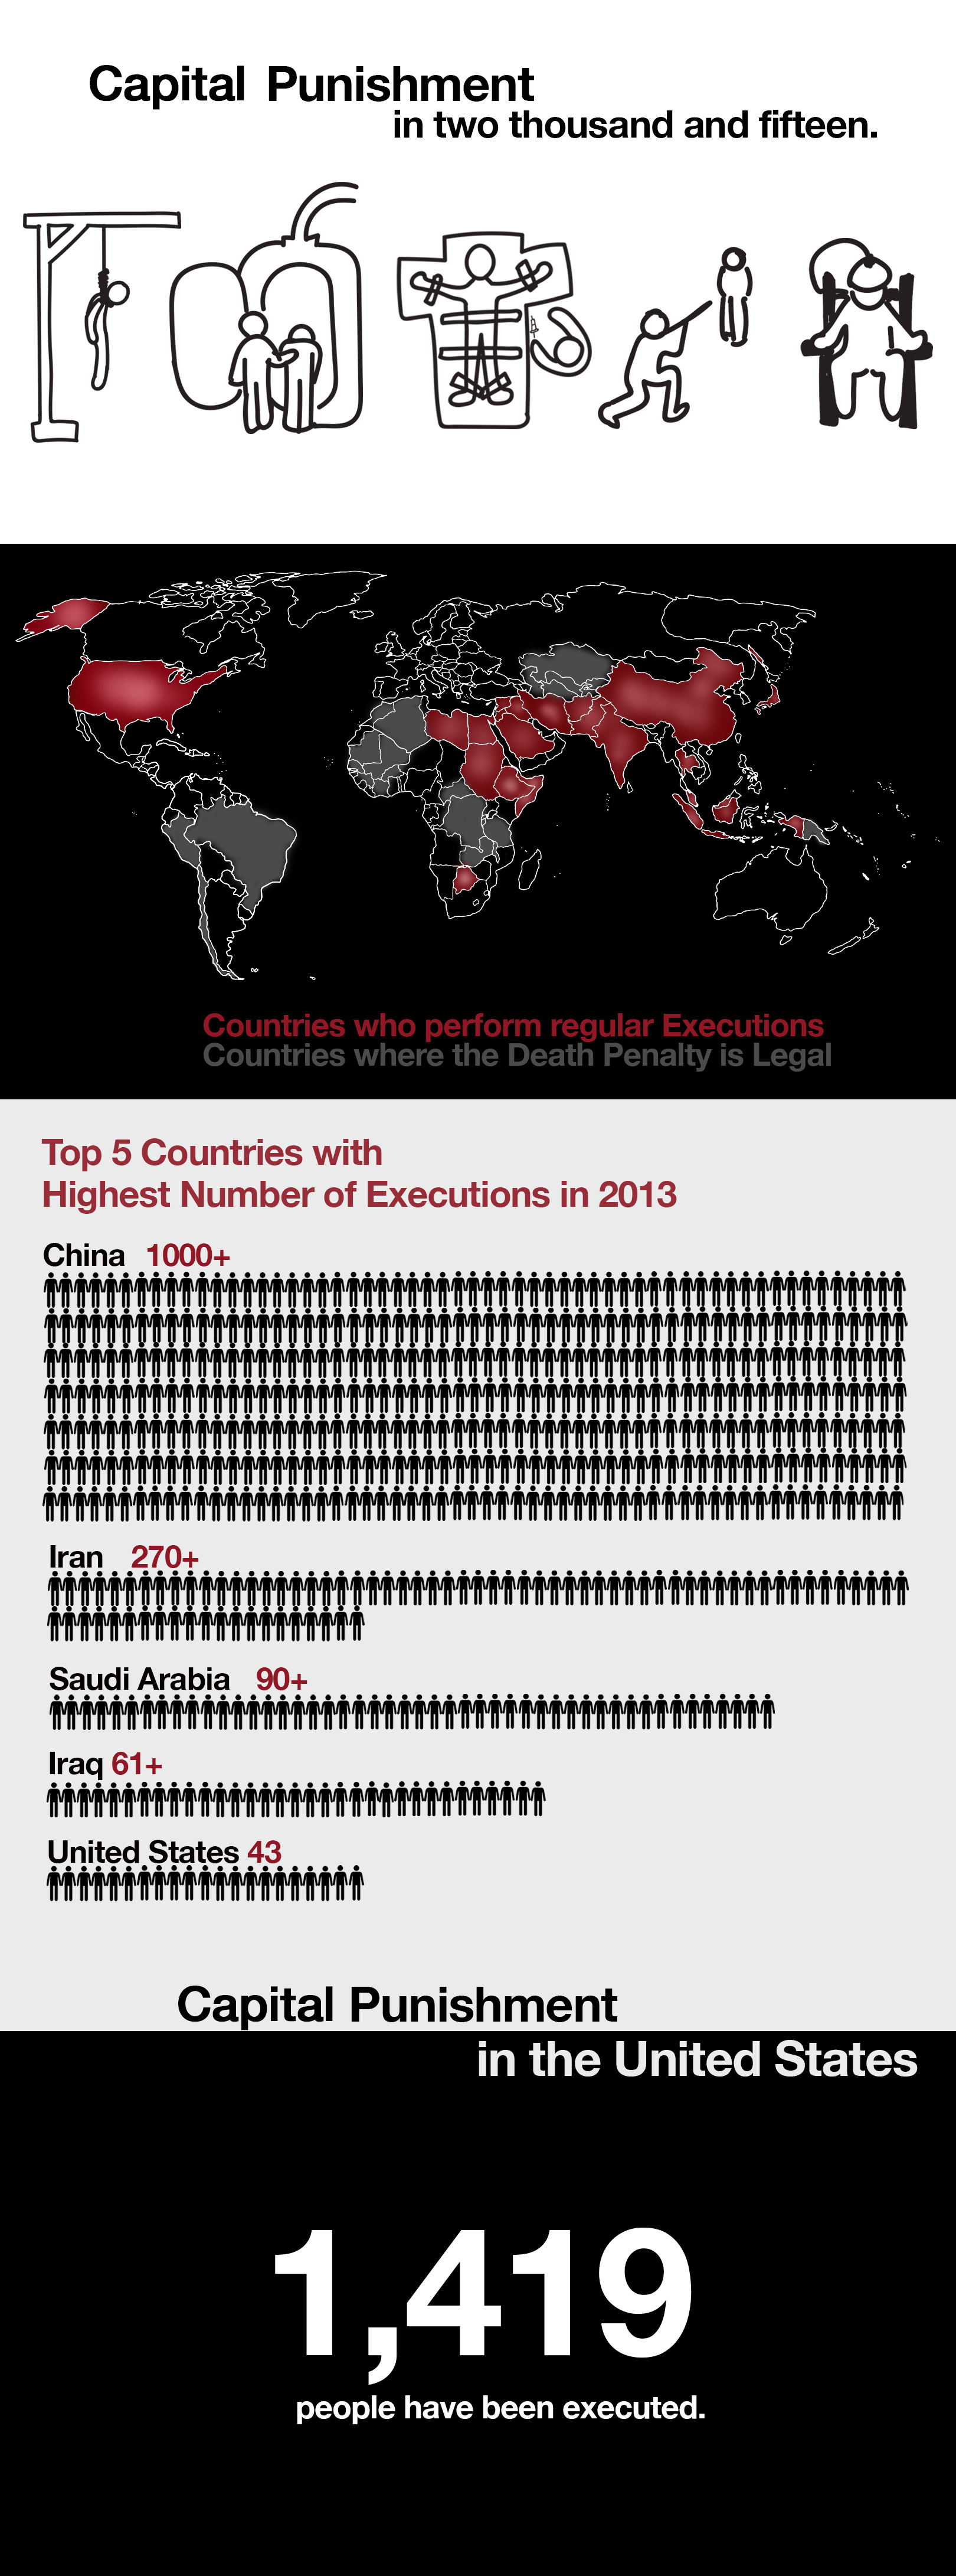 Capital Punishment
in two thousand and fifteen.
Countries who perform regular Executions
Countries where the Death Penalty is Legal
Top 5 Countries with
Highest Number of Executions in 2013
China 1000+
Iran 270+
Saudi Arabia 90+
Iraq 61+
United States 43
Capital Punishment
in the United States
1,419
people have been executed.